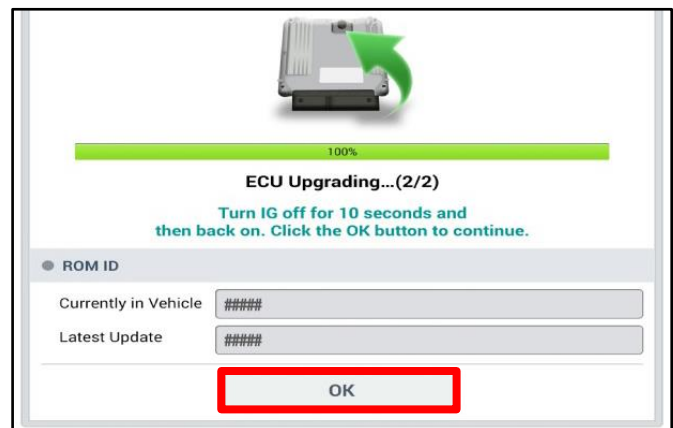 100%
ECU Upgrading...(2/2)
Turn IG off for 10 seconds and
then back on. Click the OK button to continue.
ROM ID
Currently in Vehicle #####
Latest Update #####
OK